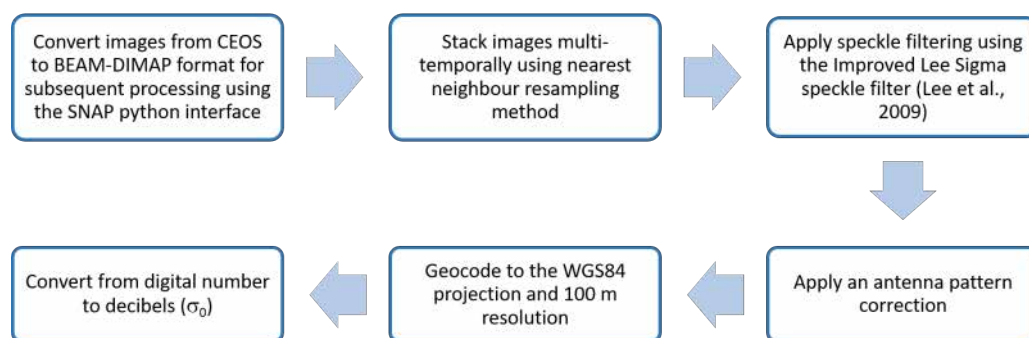 Convert images from CEOS
to BEAM-DIMAP format for
subsequent processing using
the SNAP python interface
Stack images multi-
temporally using nearest
neighbour resampling
method
Apply speckle filtering using
the Improved Lee Sigma
speckle filter (Lee et al.,
2009)
Apply an antenna pattern
correction
Geocode to the WGS84
projection and 100 m
resolution
Convert from digital number
to decibels (σ₀)